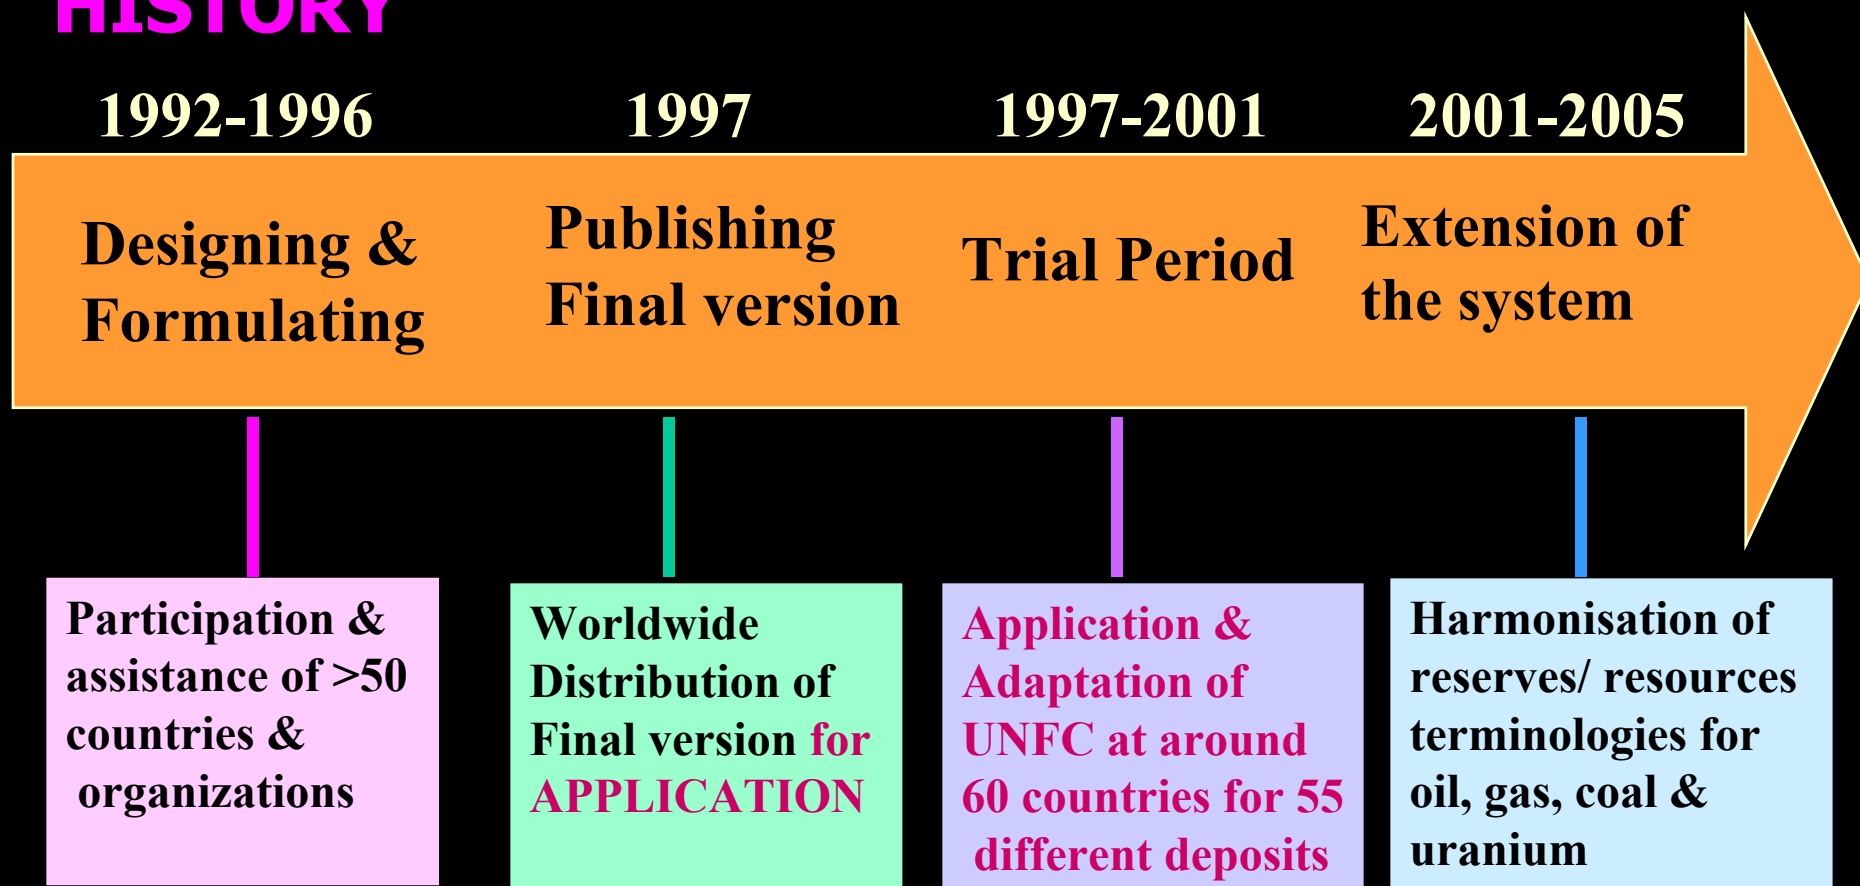 HISTORY
1992-1996
1997
1997-2001
2001-2005
Designing &
Formulating
Publishing
Final version
Trial Period
Extension of
the system
Participation &
assistance of >50
countries &
organizations
Worldwide
Distribution of
Final version for
APPLICATION
Application &
Adaptation of
UNFC at around
60 countries for 55
different deposits
Harmonisation of
reserves/ resources
terminologies for
oil, gas, coal &
uranium